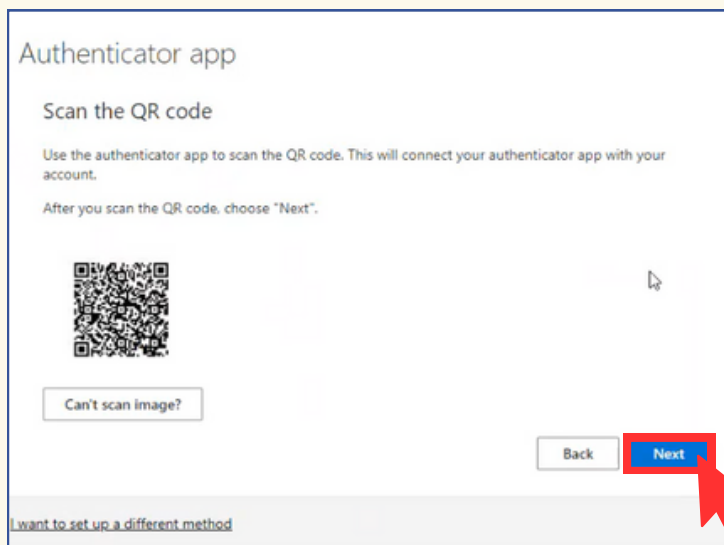 Authenticator app
Scan the QR code
Use the authenticator app to scan the QR code. This will connect your authenticator app with your
account.
After you scan the QR code, choose "Next".
Can't scan image?
Back
Next
I want to set up a different method